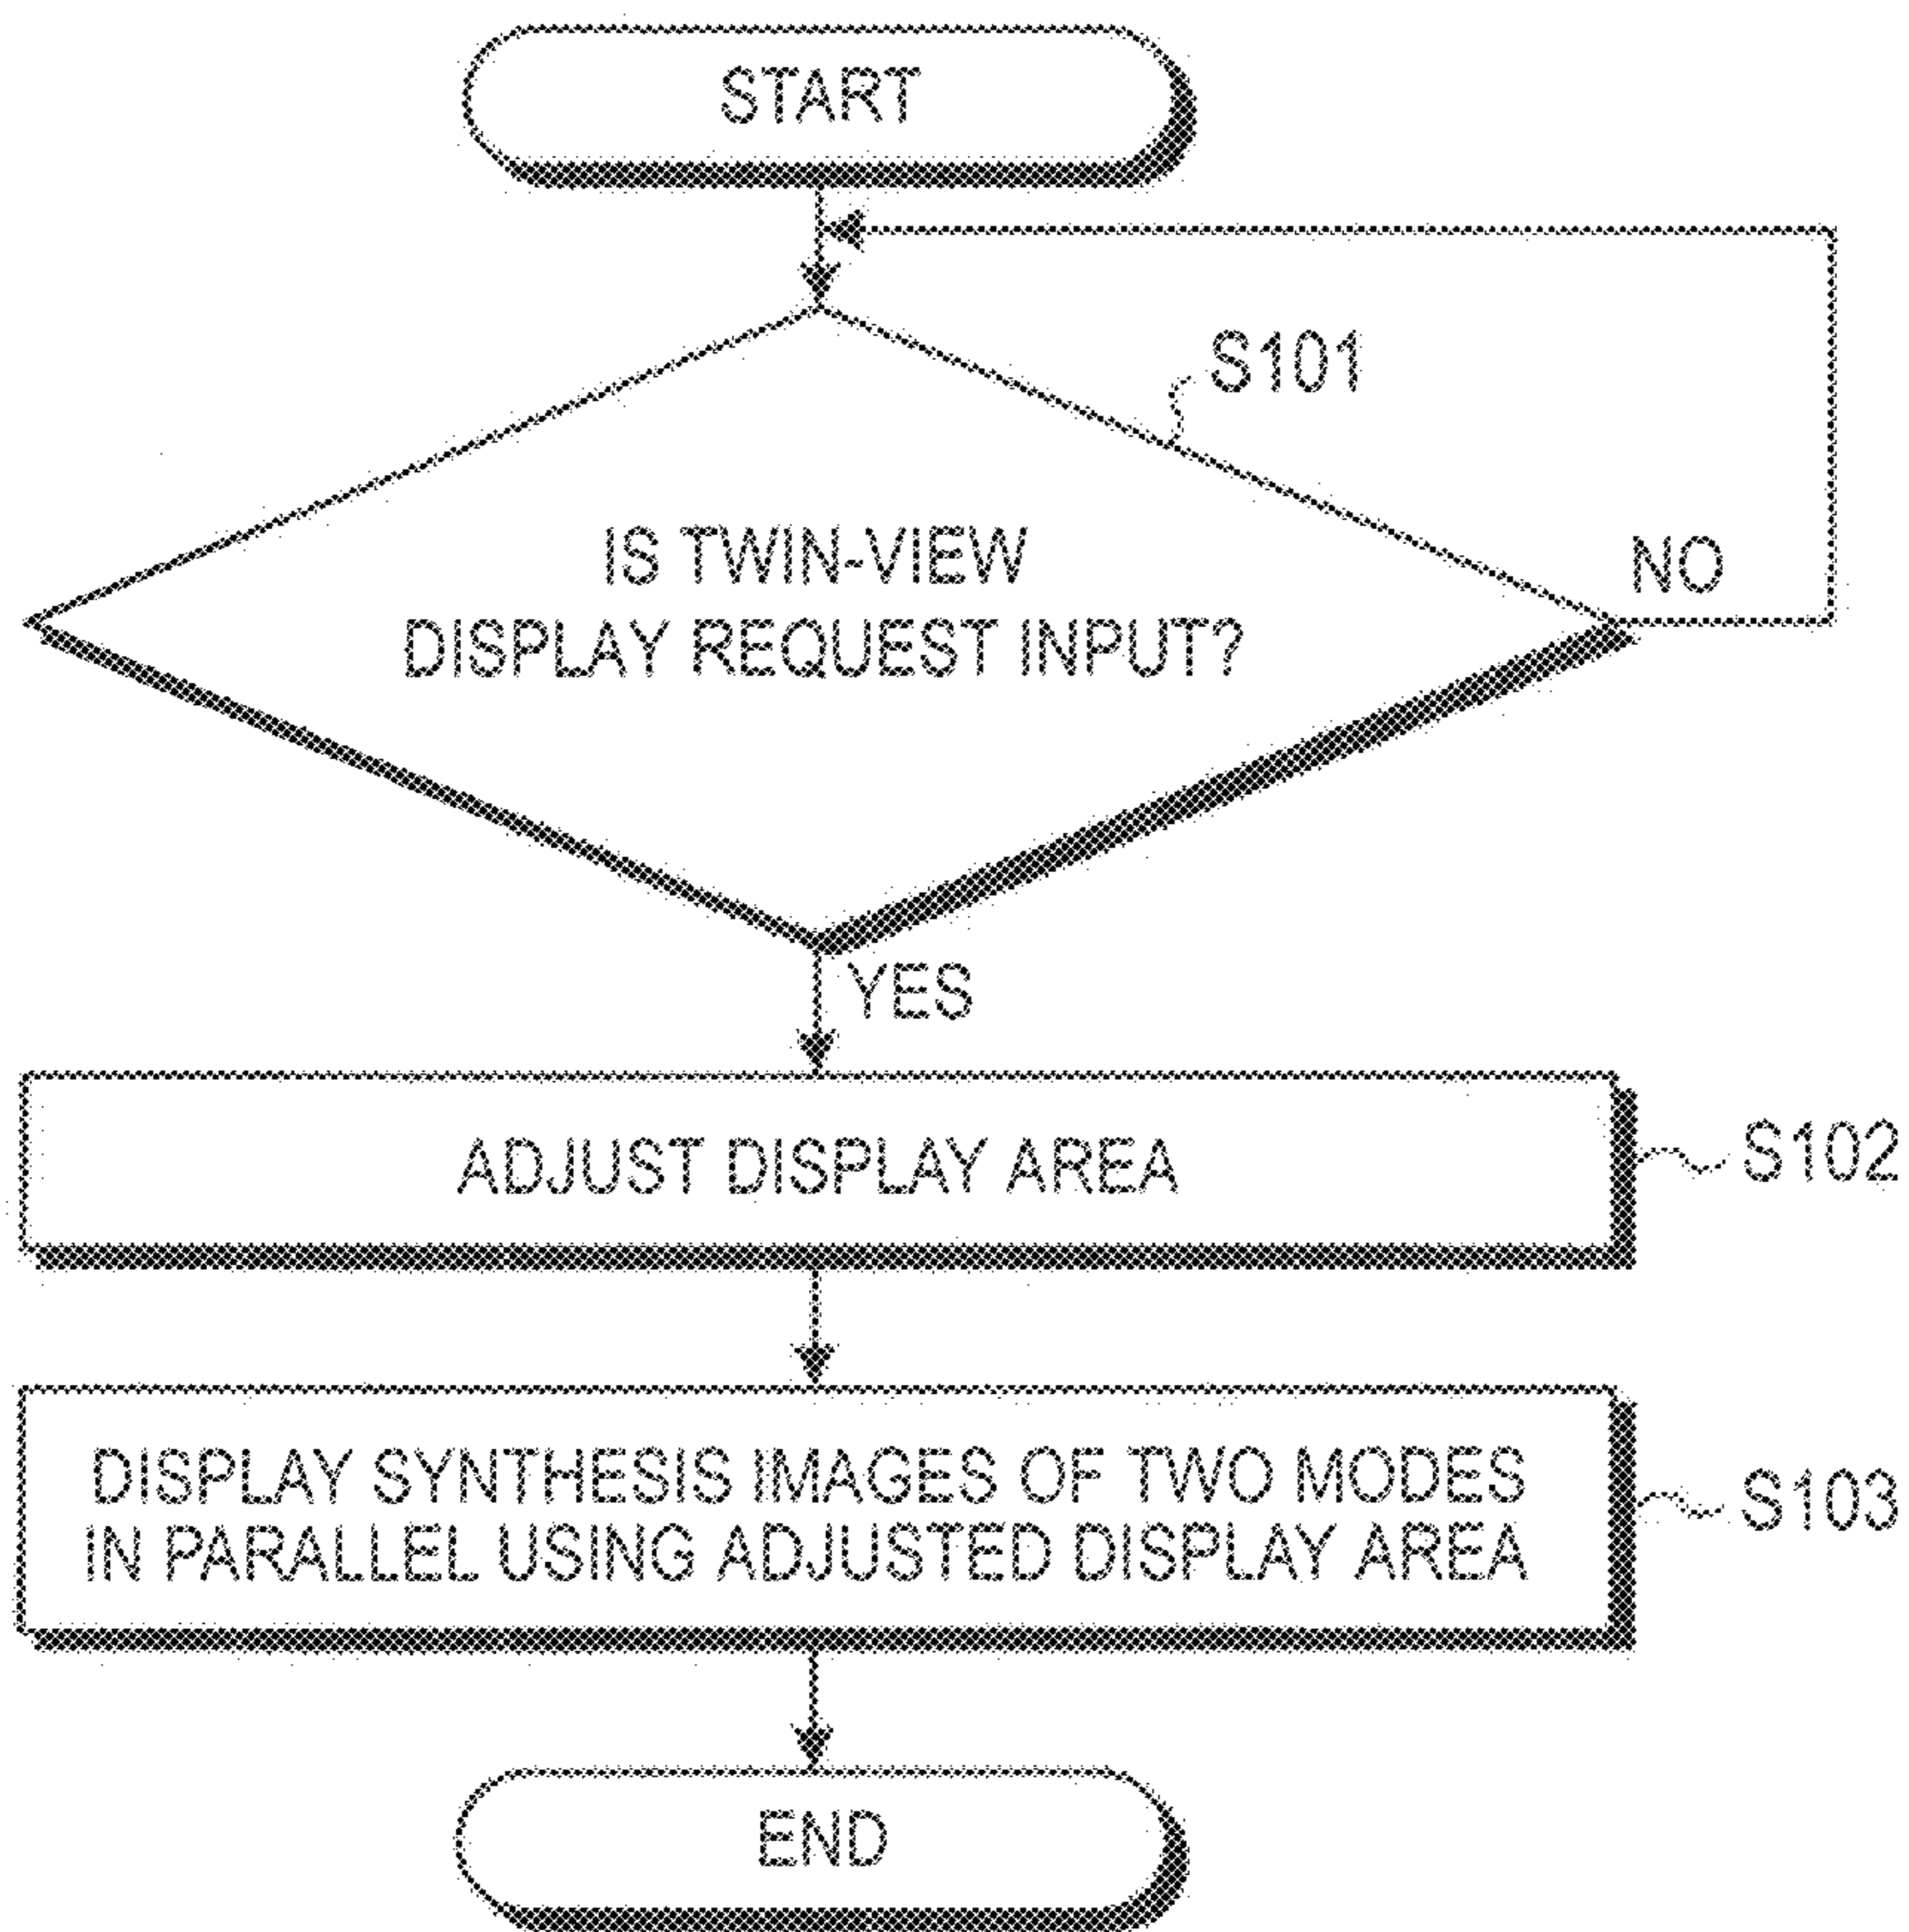 START
S101
IS TWIN-VIEW
DISPLAY REQUEST INPUT?
NO
YES
ADJUST DISPLAY AREA
S102
DISPLAY SYNTHESIS IMAGES OF TWO MODES
IN PARALLEL USING ADJUSTED DISPLAY AREA
S103
END